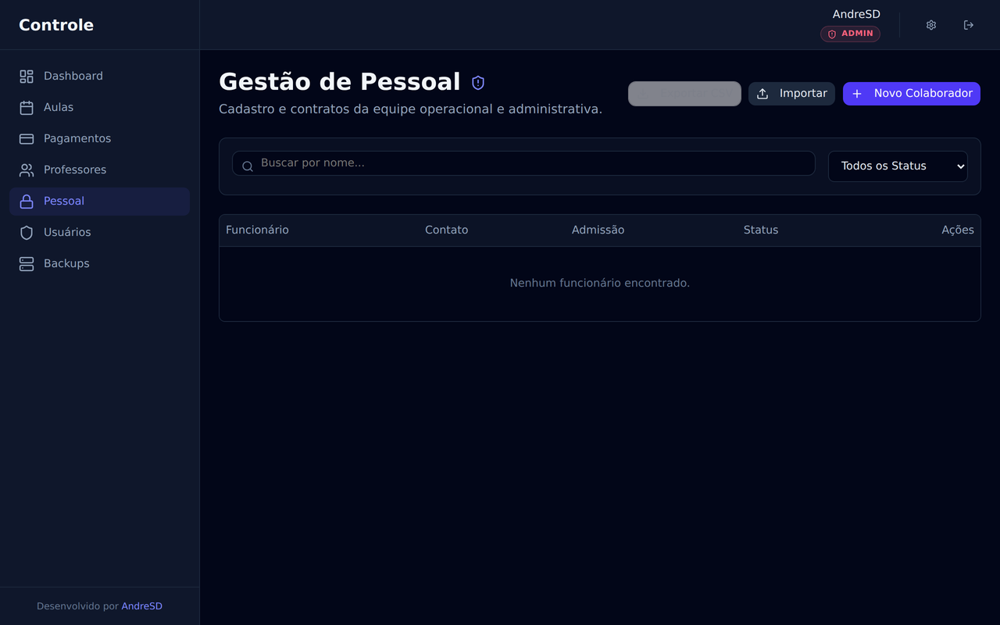 Controle
AndreSD
ADMIN
Dashboard
Aulas
Pagamentos
Professores
Pessoal
Usuários
Backups
Gestão de Pessoal
Cadastro e contratos da equipe operacional e administrativa.
Importar
Novo Colaborador
Buscar por nome...
Todos os Status
Funcionário Contato Admissão Status Ações
Nenhum funcionário encontrado.
Desenvolvido por AndreSD